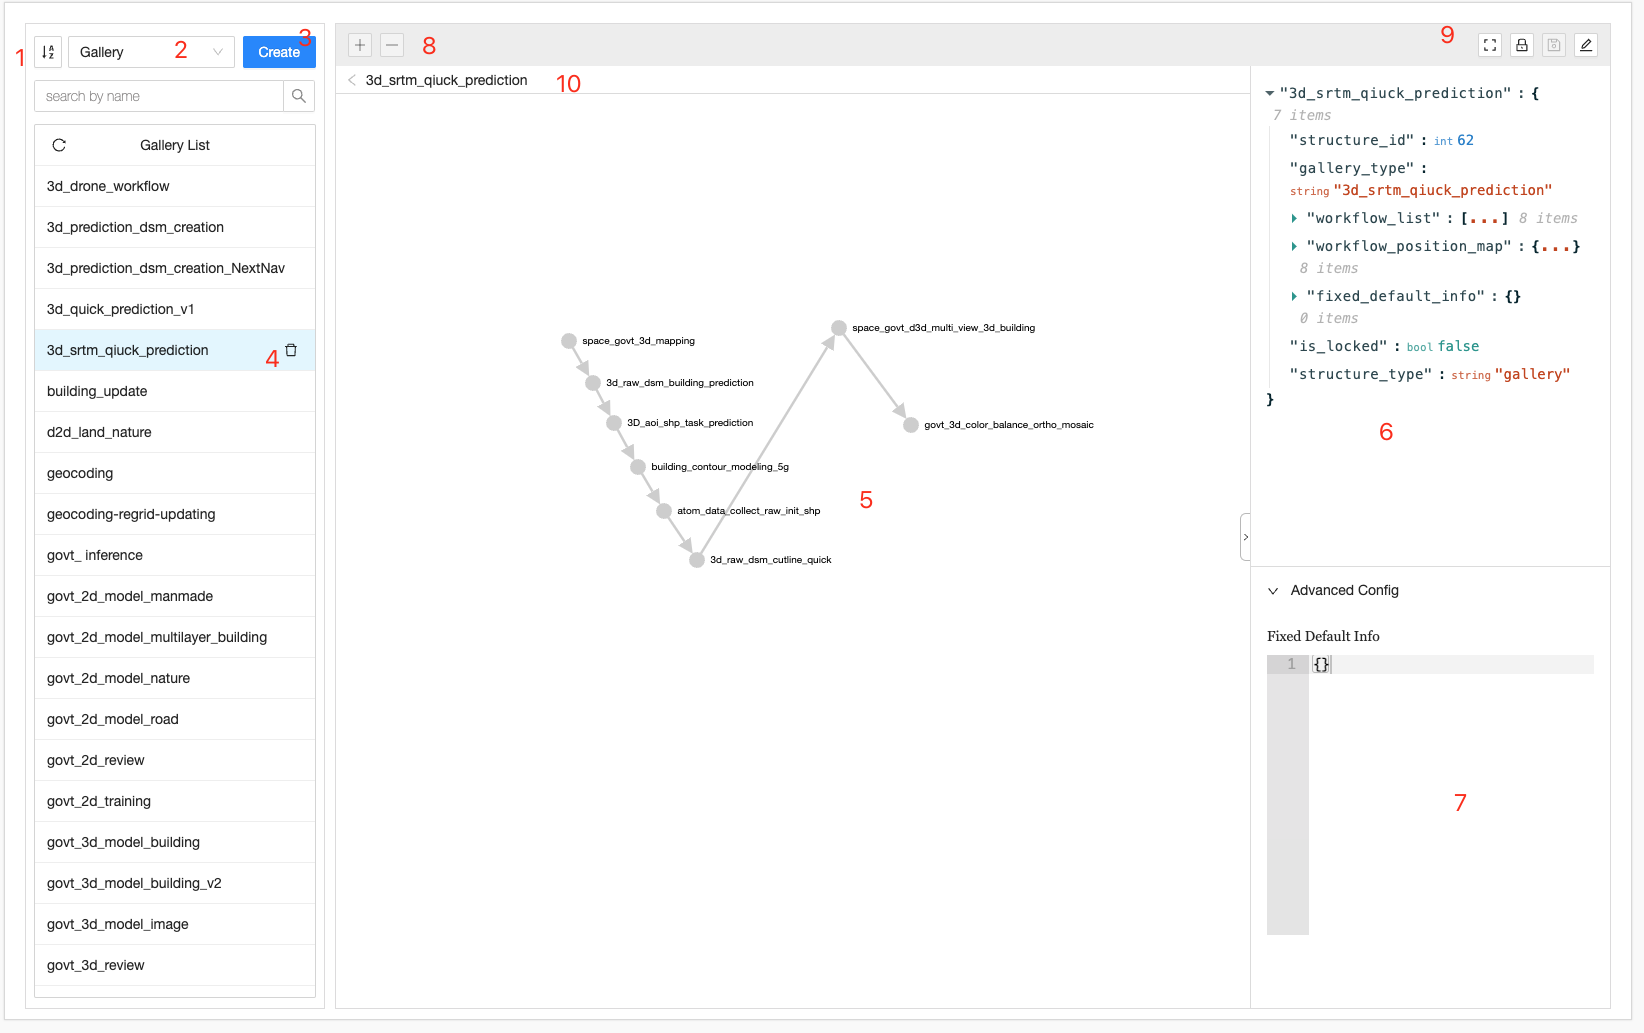 1
Gallery
2
3
Create
search by name
Gallery List
3d_drone_workflow
3d_prediction_dsm_creation
3d_prediction_dsm_creation_NextNav
3d_quick_prediction_v1
3d_srtm_qiuck_prediction
4
building_update
d2d_land_nature
geocoding
geocoding-regrid-updating
govt_ inference
govt_2d_model_manmade
govt_2d_model_multilayer_building
govt_2d_model_nature
govt_2d_model_road
govt_2d_review
govt_2d_training
govt_3d_model_building
govt_3d_model_building_v2
govt_3d_model_image
govt_3d_review
8
9
3d_srtm_qiuck_prediction
10
space_govt_3d_mapping
3d_raw_dsm_building_prediction
3D_aoi_shp_task_prediction
building_contour_modeling_5g
atom_data_collect_raw_init_shp
3d_raw_dsm_cutline_quick
space_govt_d3d_multi_view_3d_building
govt_3d_color_balance_ortho_mosaic
5
"3d_srtm_qiuck_prediction" : {
7 items
"structure_id" : int 62
"gallery_type" :
string "3d_srtm_qiuck_prediction"
"workflow_list" : [...] 8 items
"workflow_position_map" : {...}
8 items
"fixed_default_info" : {}
0 items
"is_locked" : bool false
"structure_type" : string "gallery"
}
6
Advanced Config
Fixed Default Info
1 {}
7